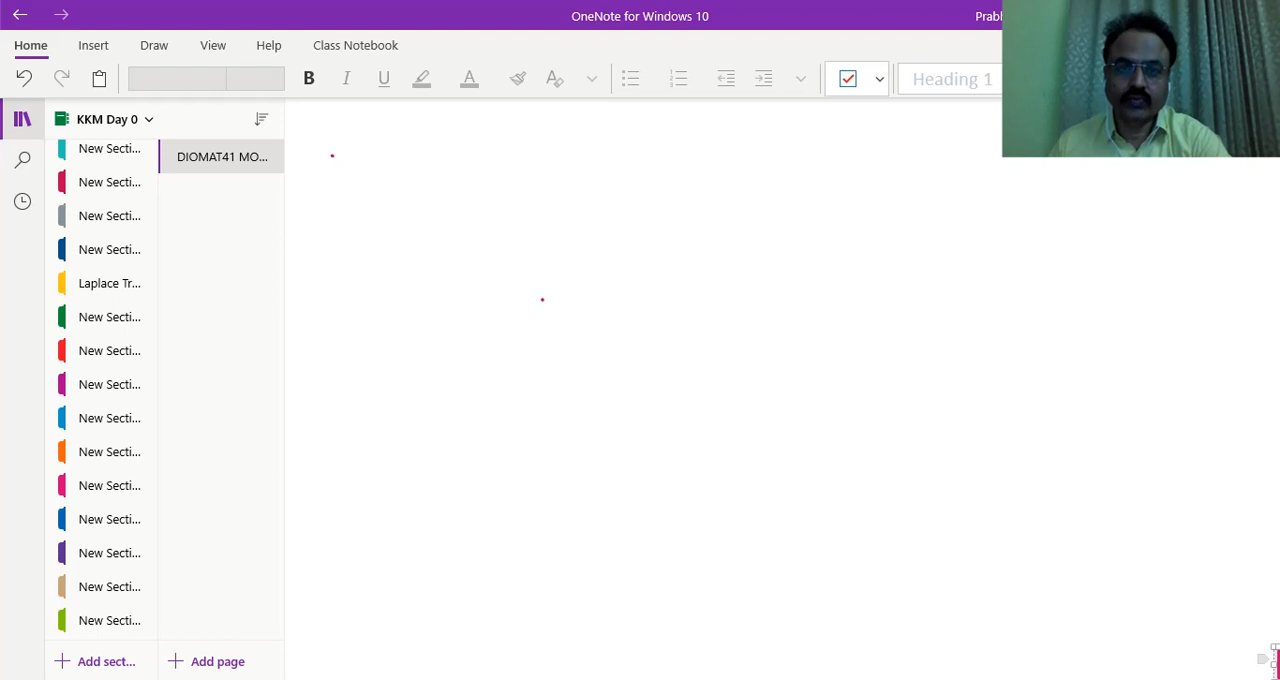 OneNote for Windows 10
Prabh
Home Insert Draw View Help Class Notebook
B I U Heading 1
KKM Day 0
New Secti... DIOMAT41 MO...
New Secti...
New Secti...
New Secti...
Laplace Tr...
New Secti...
New Secti...
New Secti...
New Secti...
New Secti...
New Secti...
New Secti...
New Secti...
New Secti...
New Secti...
Add sect... Add page